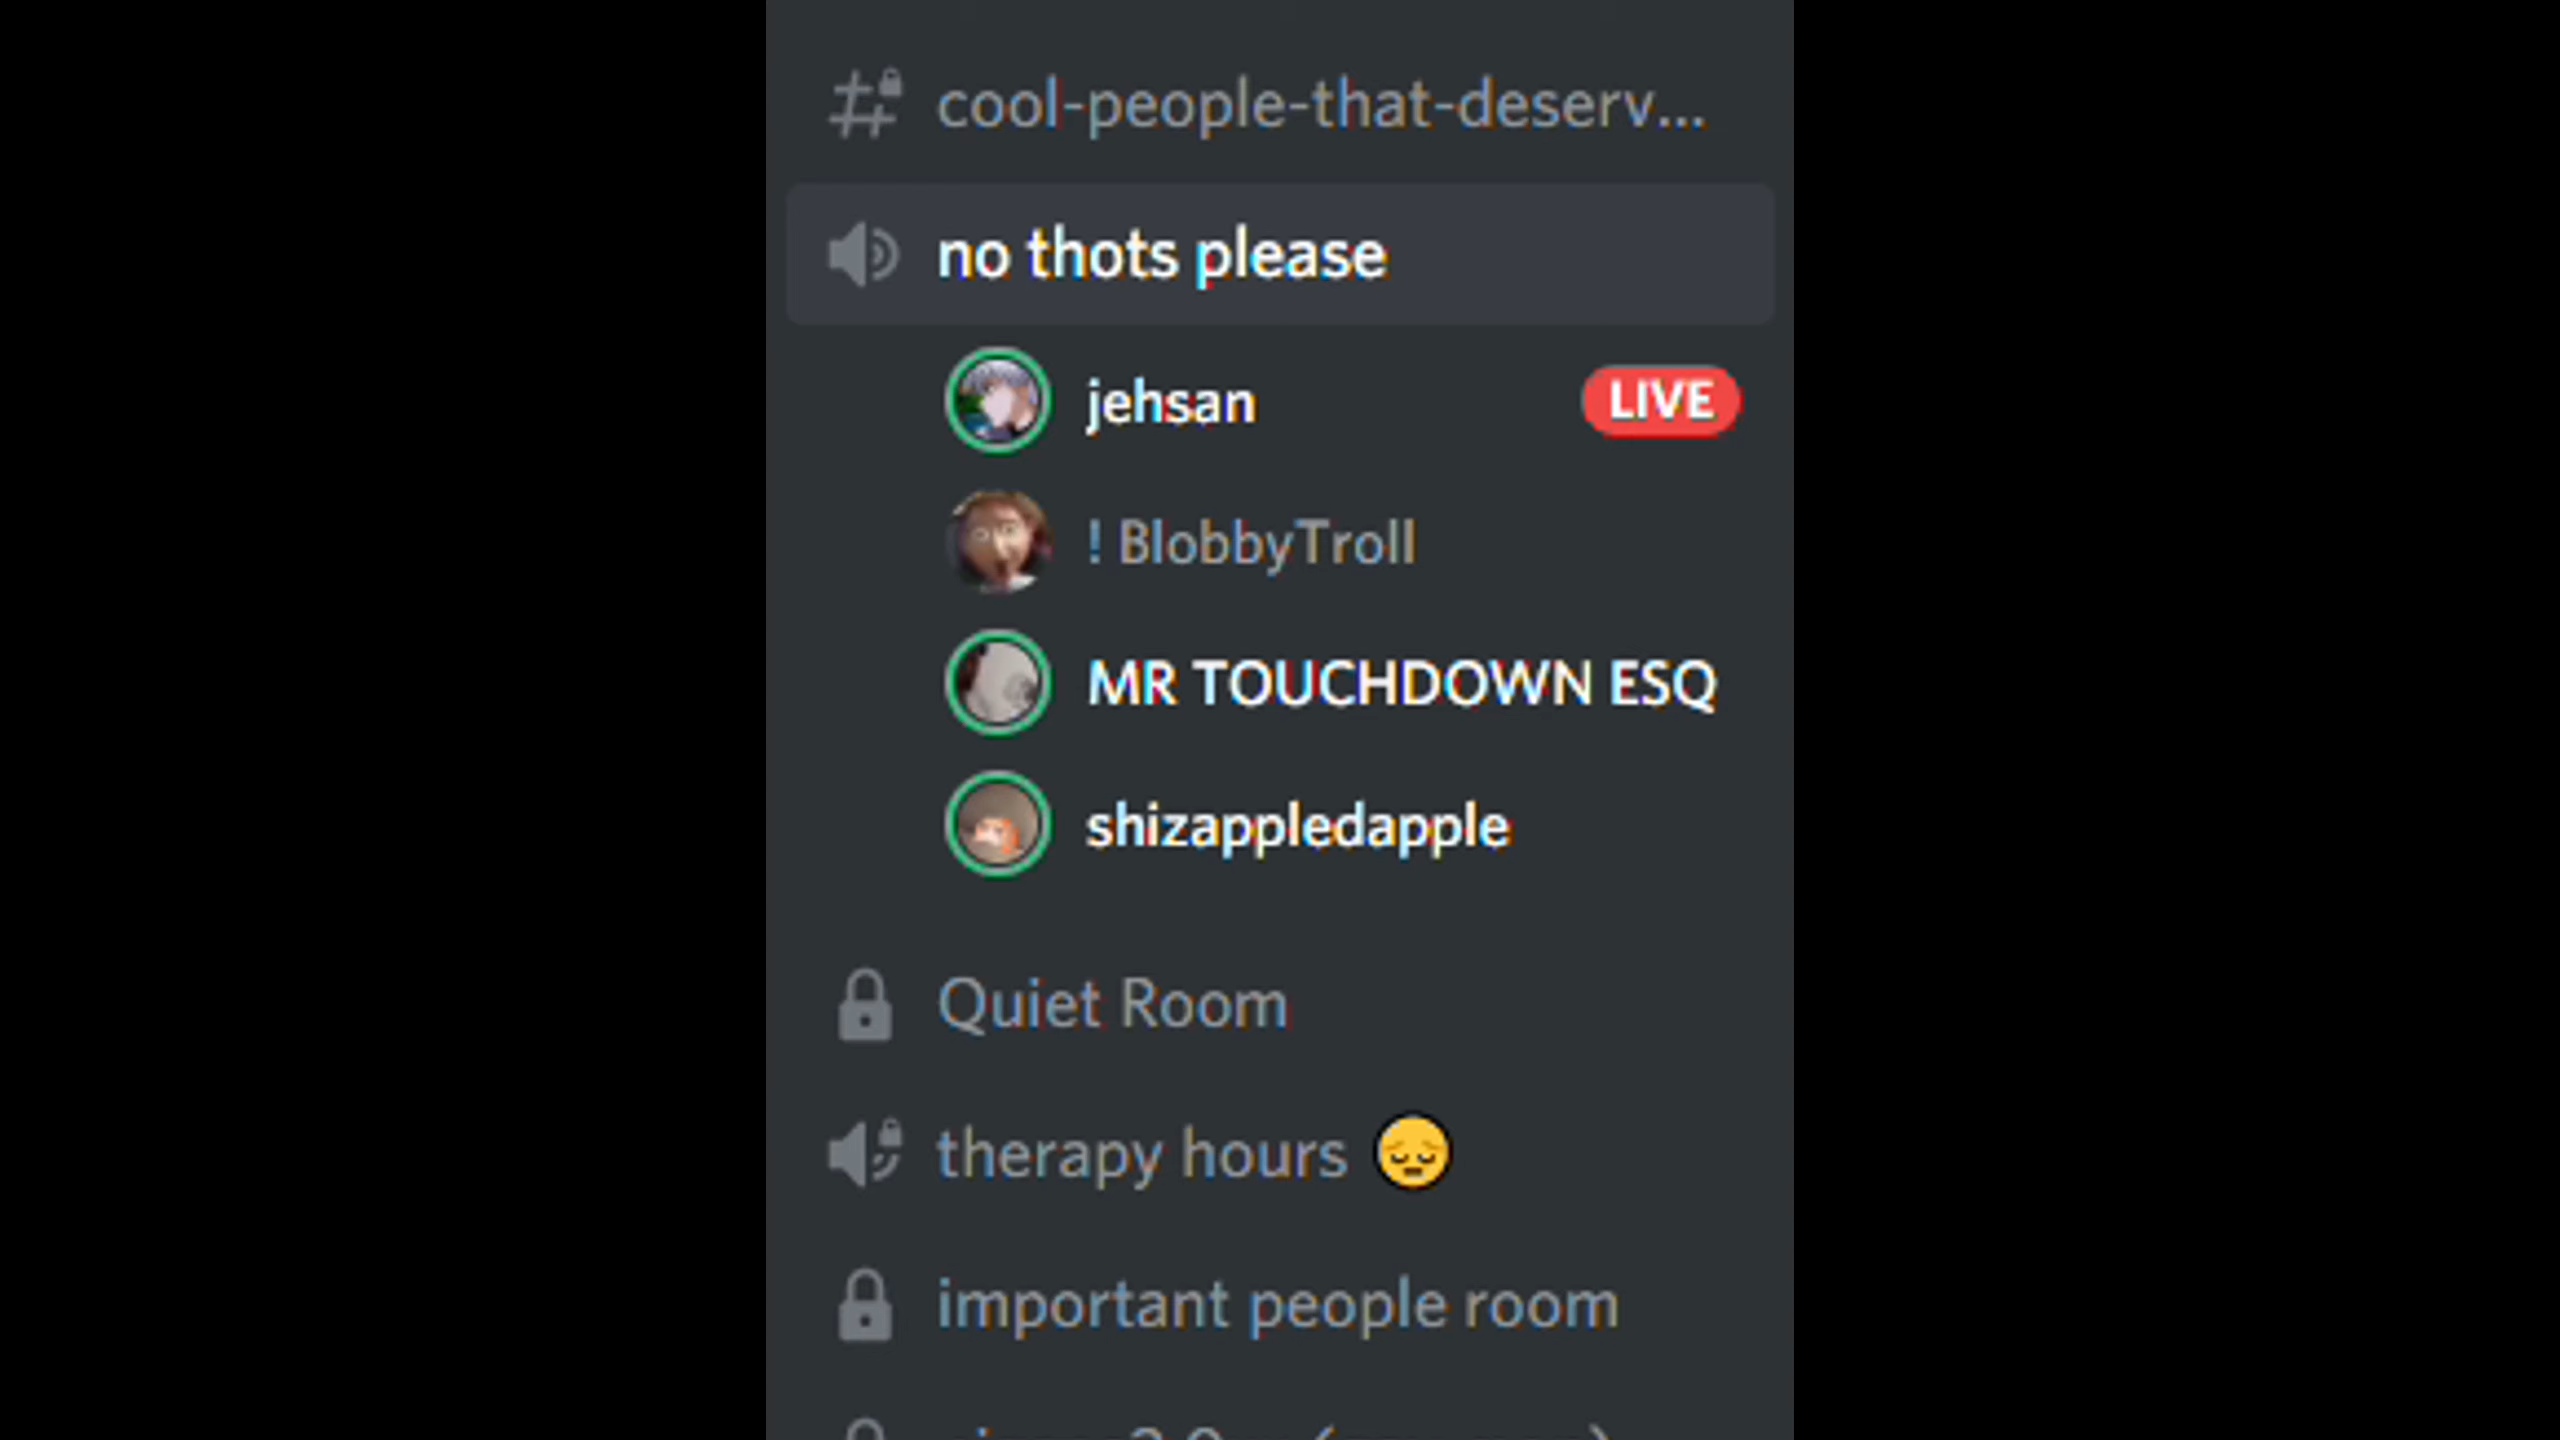 cool-people-that-deserv...
no thots please
jehsan LIVE
! BlobbyTroll
MR TOUCHDOWN ESQ
shizappledapple
Quiet Room
therapy hours 😔
important people room